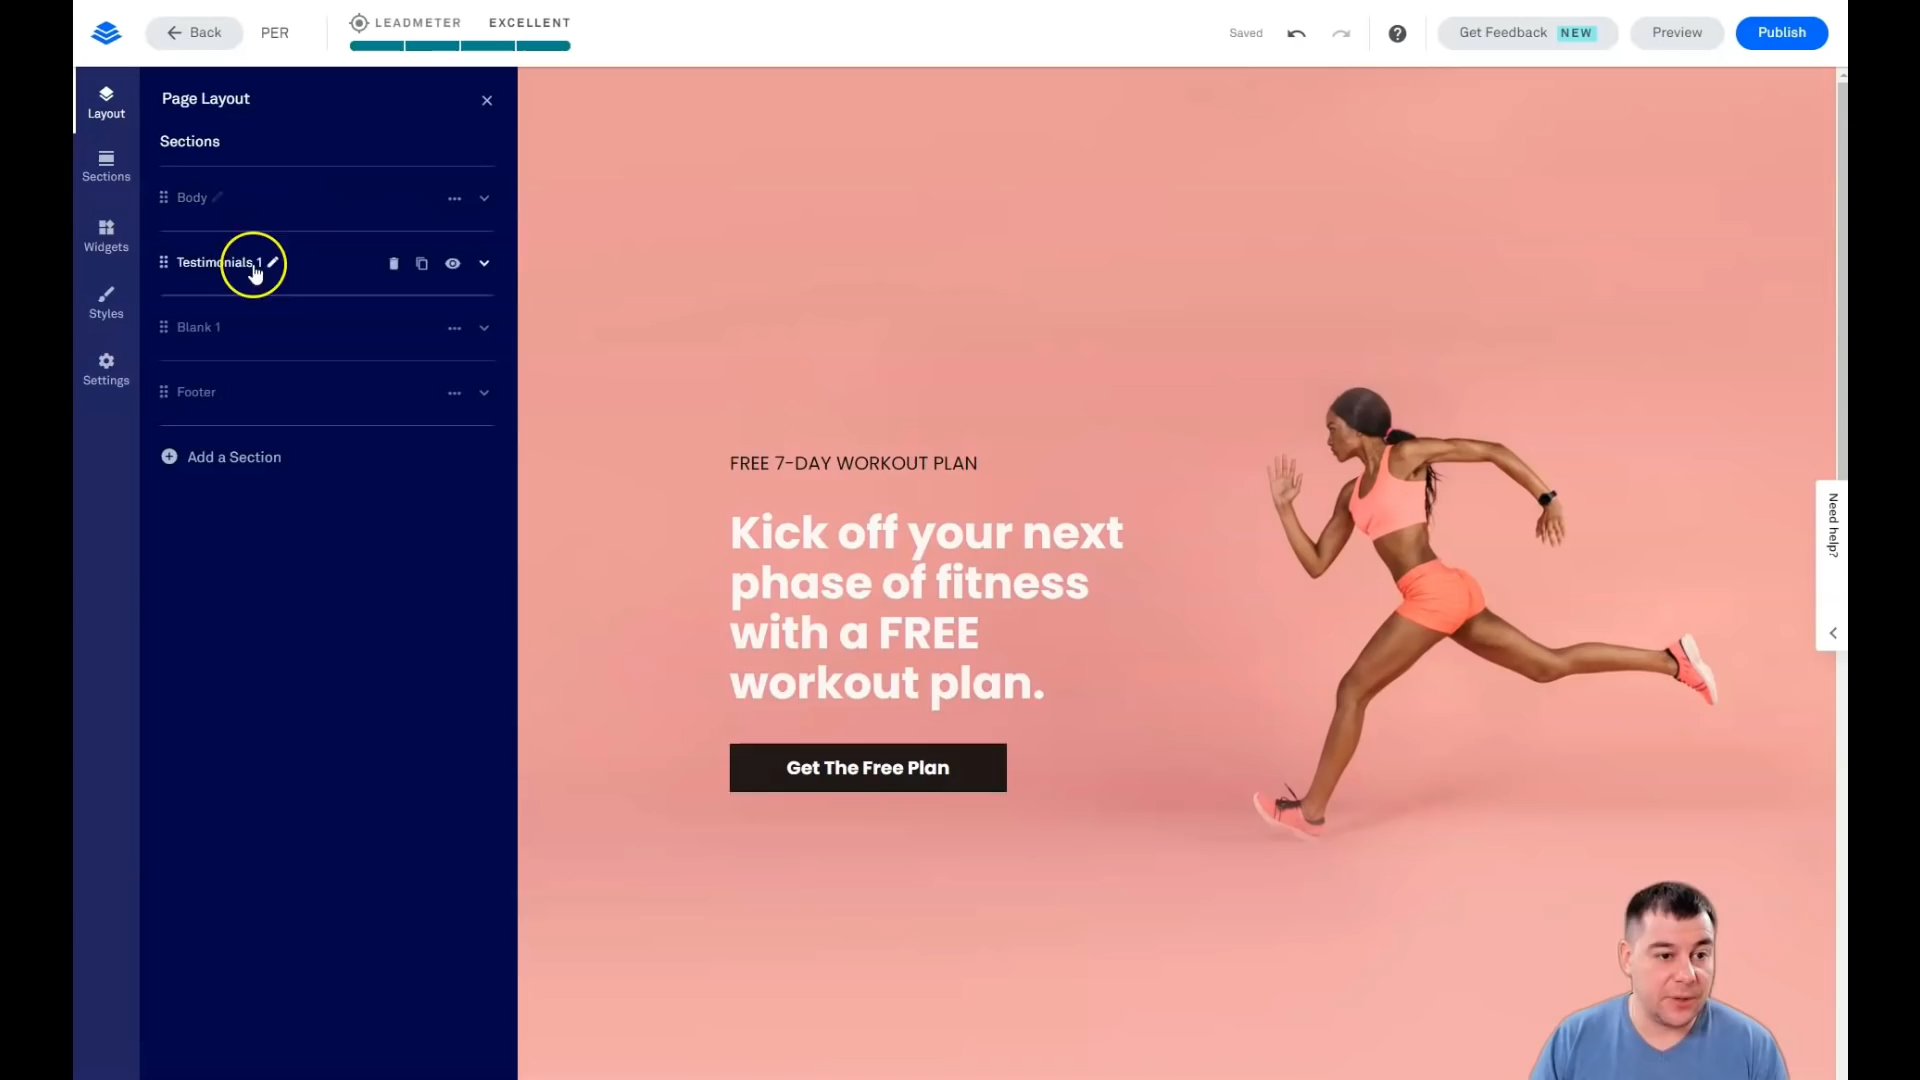 Back
PER
LEADMETER EXCELLENT
Saved
Get Feedback NEW
Preview
Publish
Layout
Sections
Widgets
Styles
Settings
Page Layout
Sections
Body
Testimonials 1
Blank 1
Footer
Add a Section
FREE 7-DAY WORKOUT PLAN
Kick off your next
phase of fitness
with a FREE
workout plan.
Get The Free Plan
Need help?